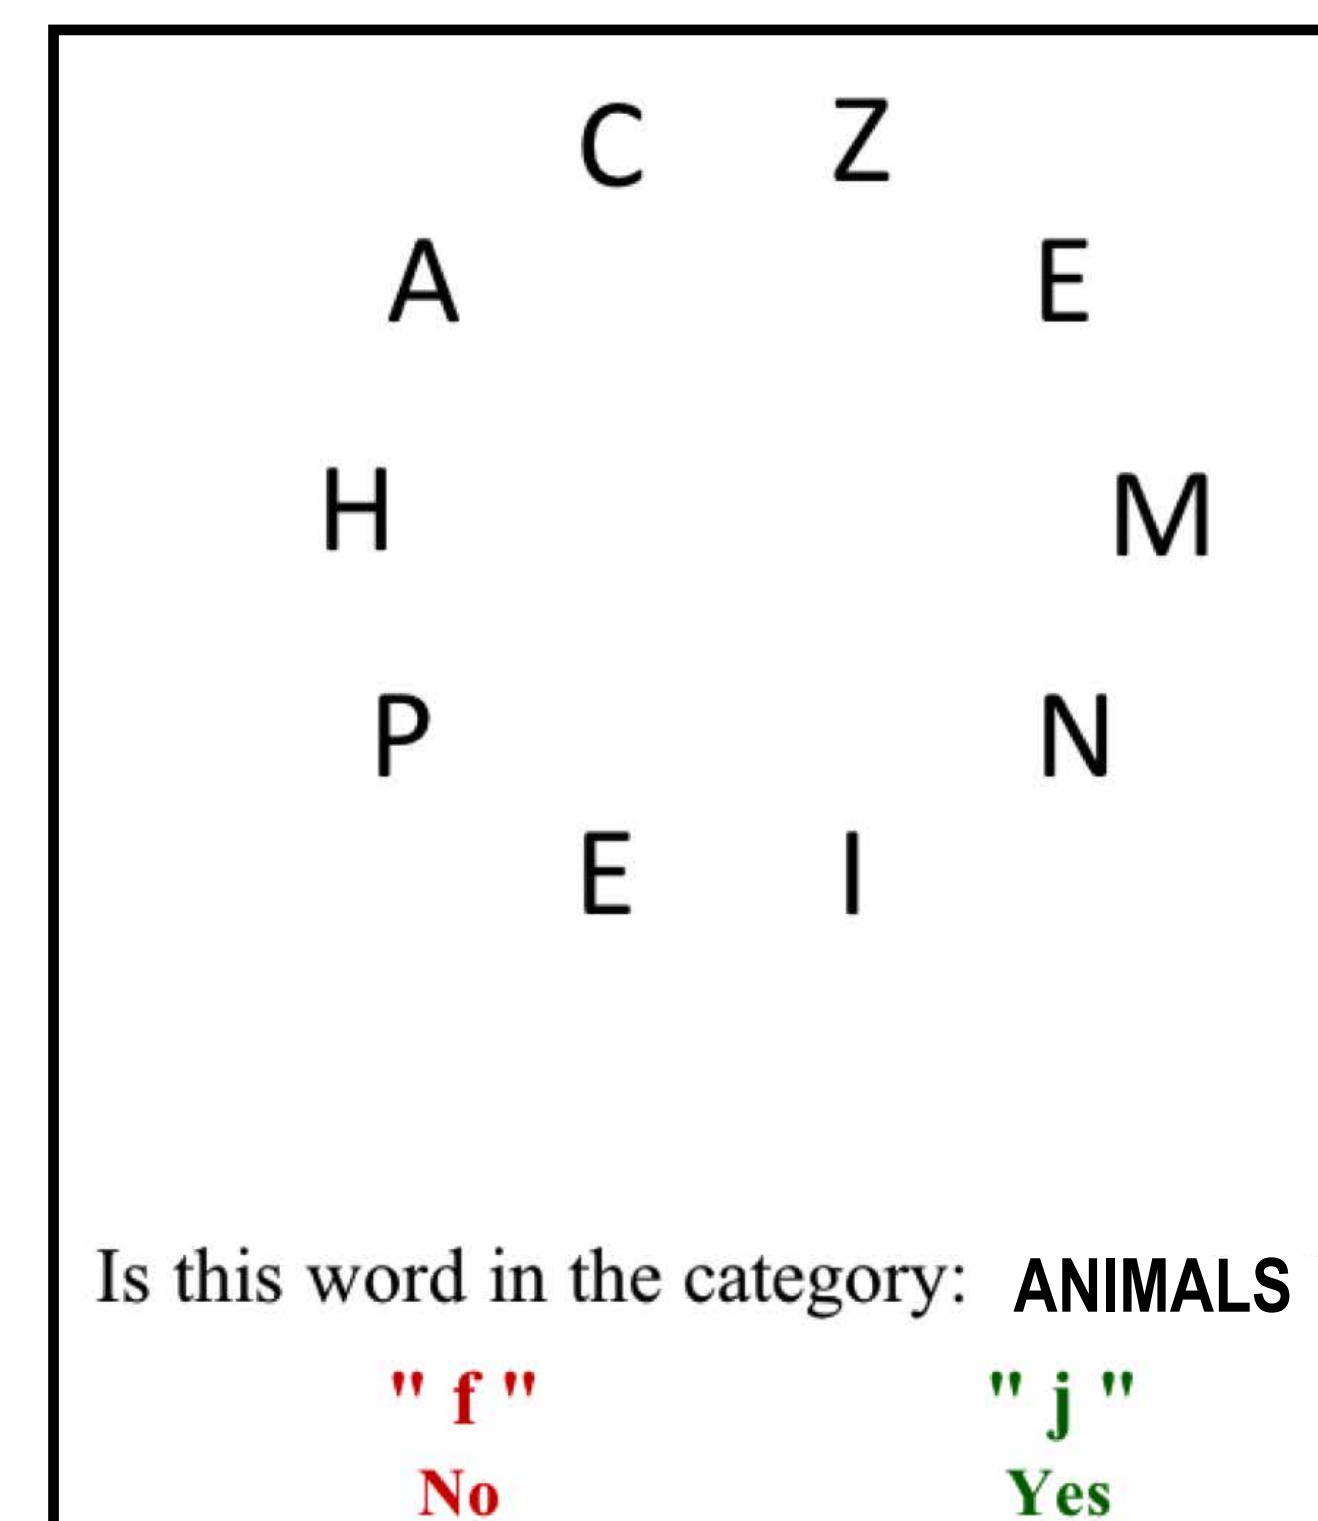 C Z
A E
H M
P N
E I
Is this word in the category: ANIMALS
" f " " j "
No Yes